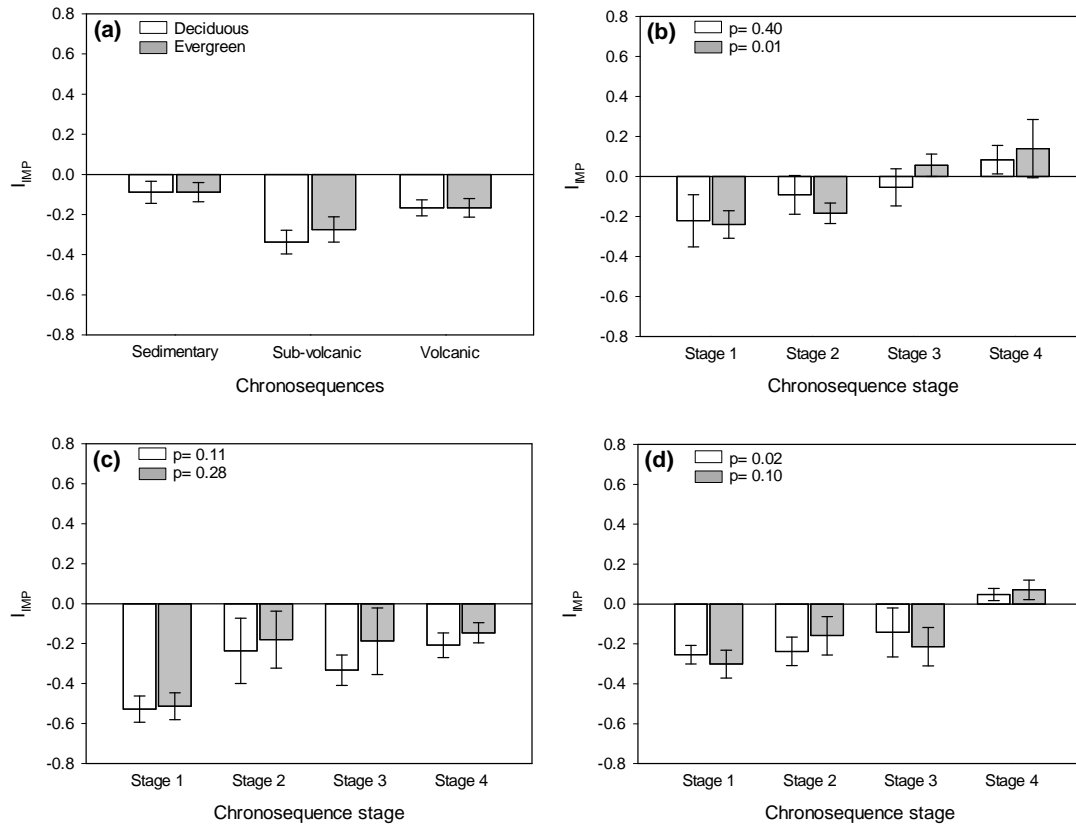 (a)
Deciduous
Evergreen
0.8
0.6
0.4
0.2
0.0
-0.2
-0.4
-0.6
-0.8
I_IMP
Sedimentary Sub-volcanic Volcanic
Chronosequences
(b)
p= 0.40
p= 0.01
0.8
0.6
0.4
0.2
0.0
-0.2
-0.4
-0.6
-0.8
I_IMP
Stage 1 Stage 2 Stage 3 Stage 4
Chronosequence stage
(c)
p= 0.11
p= 0.28
0.8
0.6
0.4
0.2
0.0
-0.2
-0.4
-0.6
-0.8
I_IMP
Stage 1 Stage 2 Stage 3 Stage 4
Chronosequence stage
(d)
p= 0.02
p= 0.10
0.8
0.6
0.4
0.2
0.0
-0.2
-0.4
-0.6
-0.8
I_IMP
Stage 1 Stage 2 Stage 3 Stage 4
Chronosequence stage